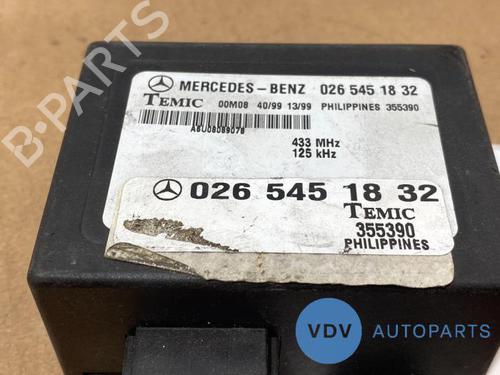 MERCEDES-BENZ 026 545 18 32
TEMIC 00M08 40/99 13/99 PHILIPPINES 355390
A6U08089078
433 MHz
125 kHz
026 545 18 32
TEMIC
355390
PHILIPPINES
B-PARTS
VDV AUTOPARTS